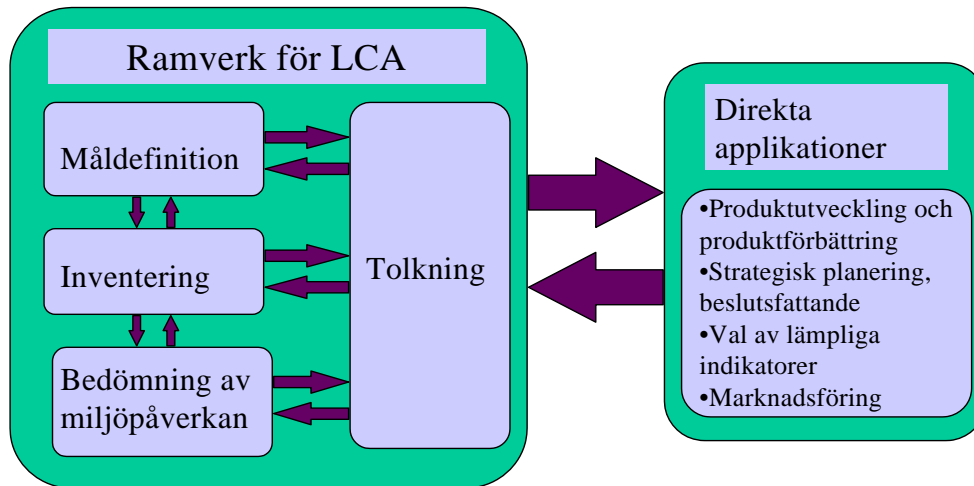 Ramverk för LCA
Måldefinition
Inventering
Bedömning av
miljöpåverkan
Tolkning
Direkta
applikationer
•Produktutveckling och
produktförbättring
•Strategisk planering,
beslutsfattande
•Val av lämpliga
indikatorer
•Marknadsföring